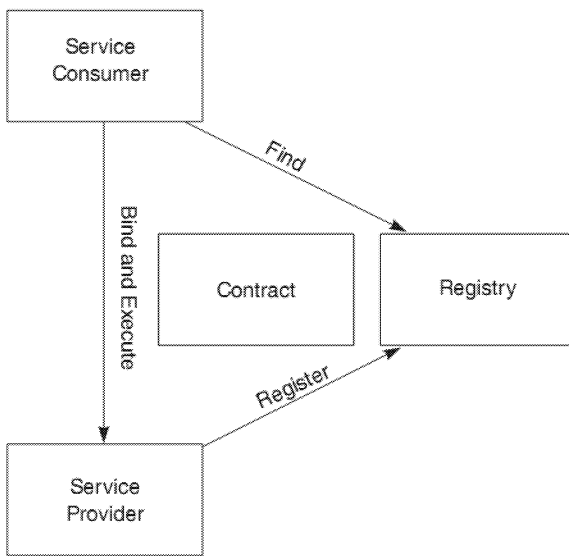 Service
Consumer
Find
Bind and Execute
Contract
Registry
Register
Service
Provider